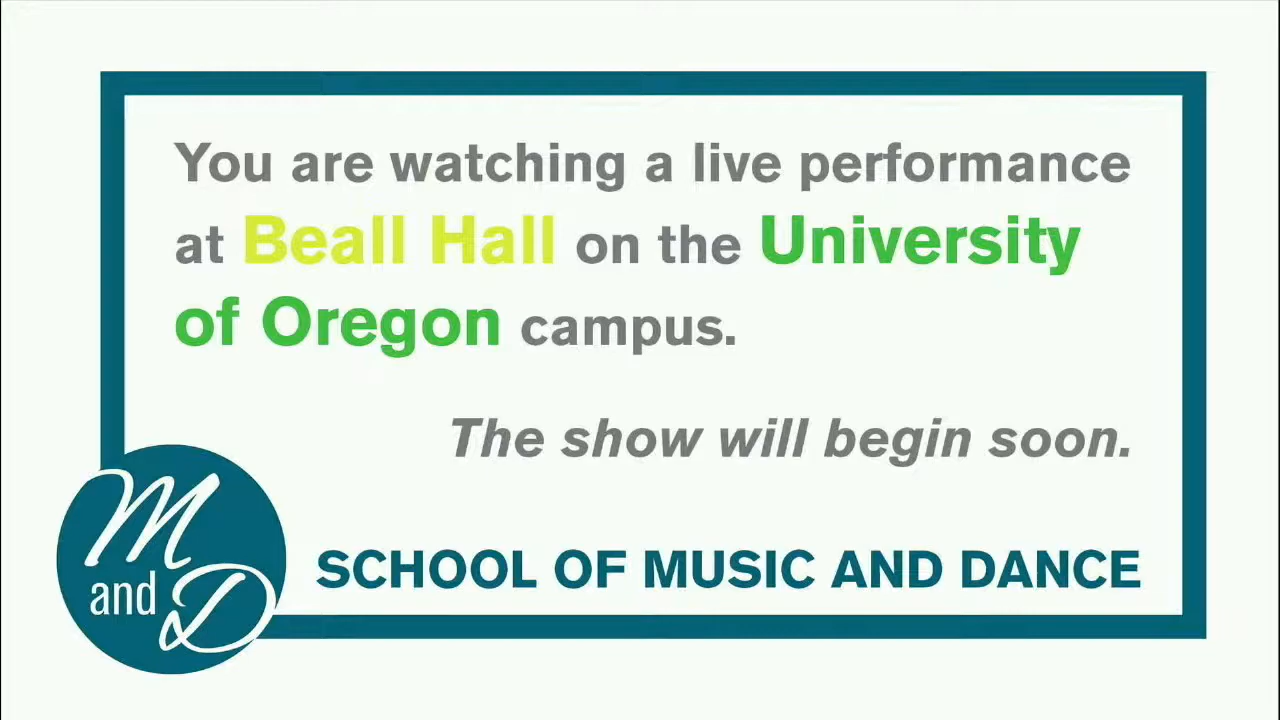 You are watching a live performance
at Beall Hall on the University
of Oregon campus.
The show will begin soon.
M
and D
SCHOOL OF MUSIC AND DANCE